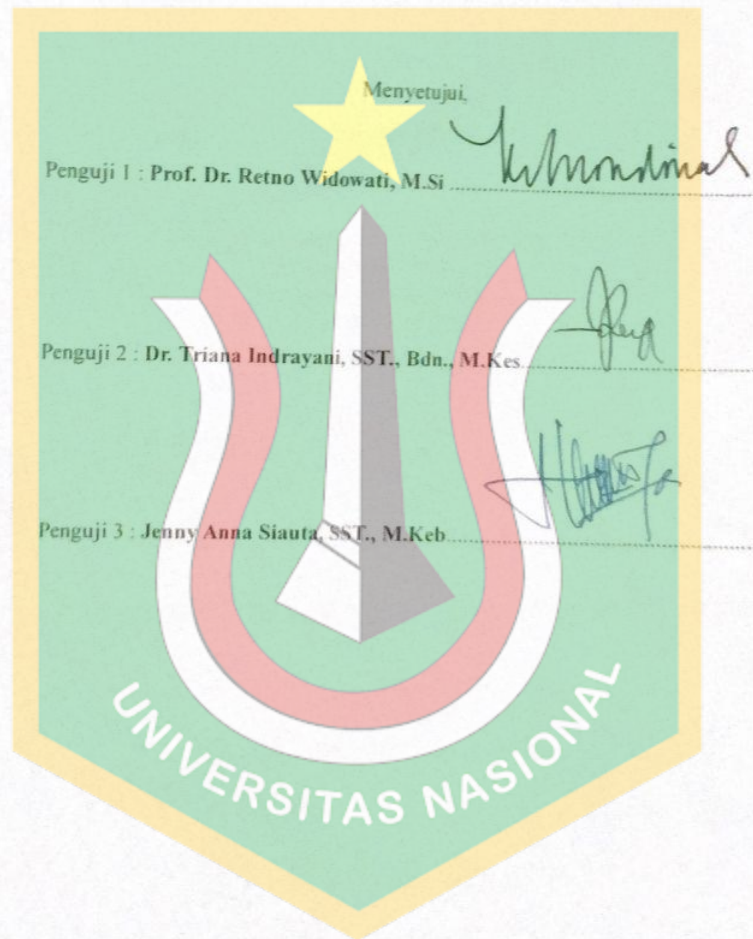 Menyetujui,
Penguji 1 : Prof. Dr. Retno Widowati, M.Si
Penguji 2 : Dr. Triana Indrayani, SST., Bdn., M.Kes
Penguji 3 : Jenny Anna Siauta, SST., M.Keb
UNIVERSITAS NASIONAL